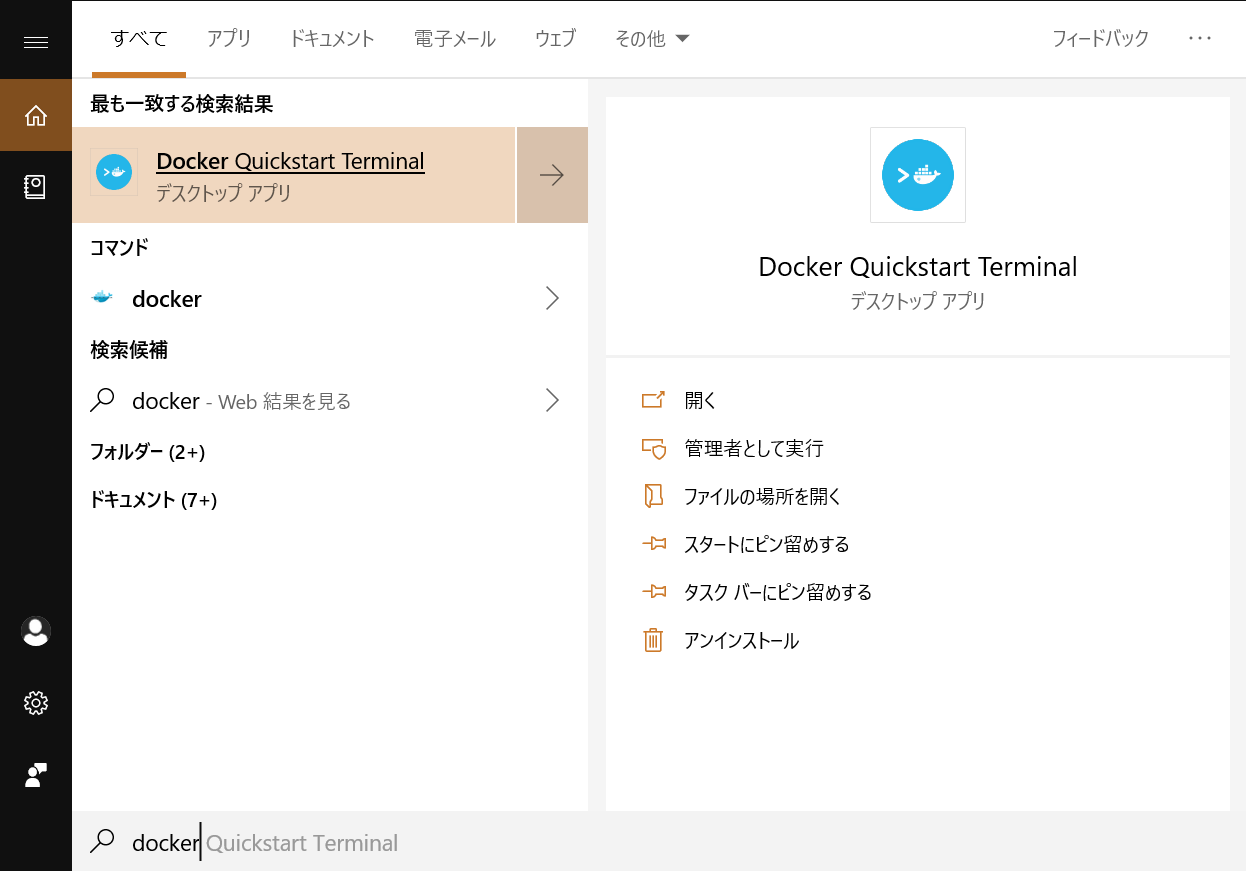 すべて アプリ ドキュメント 電子メール ウェブ その他 フィードバック ···
最も一致する検索結果
Docker Quickstart Terminal
デスクトップ アプリ
コマンド
docker
検索候補
docker - Web 結果を見る
フォルダー (2+)
ドキュメント (7+)
Docker Quickstart Terminal
デスクトップ アプリ
開く
管理者として実行
ファイルの場所を開く
スタートにピン留めする
タスク バーにピン留めする
アンインストール
docker Quickstart Terminal